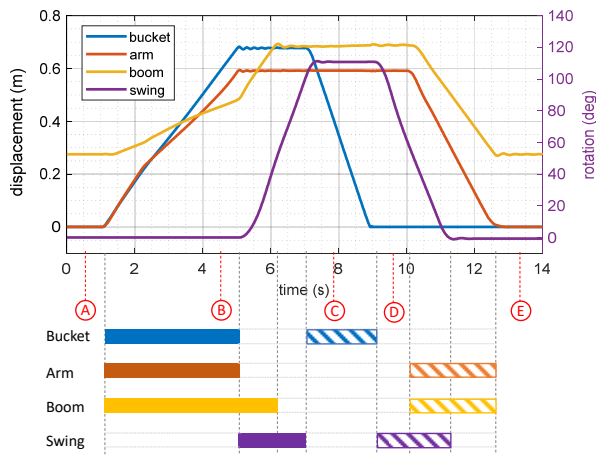 0.8
0.6
0.4
0.2
0
displacement (m)
bucket
arm
boom
swing
140
120
100
80
60
40
20
0
rotation (deg)
0 2 4 6 8 10 12 14
time (s)
A B C D E
Bucket
Arm
Boom
Swing